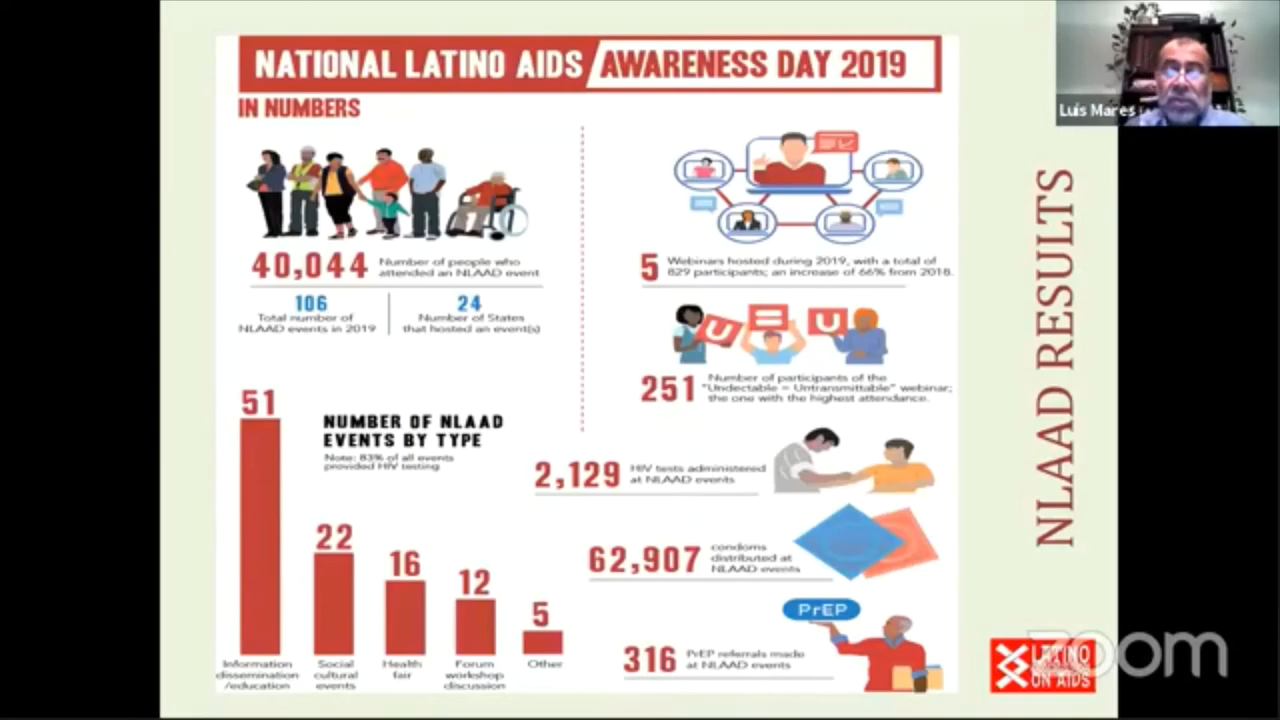 NATIONAL LATINO AIDS AWARENESS DAY 2019
IN NUMBERS
40,044 Number of people who
attended an NLAAD event
106
Total number of
NLAAD events in 2019
24
Number of States
that hosted an event(s)
5 Webinars hosted during 2019, with a total of
829 participants; an increase of 66% from 2018.
U = U
251 Number of participants of the
"Undectable = Untransmittable" webinar;
the one with the highest attendance.
NUMBER OF NLAAD
EVENTS BY TYPE
Note: 83% of all events
provided HIV testing
51
22
16
12
5
Information
dissemination
/education
Social
cultural
events
Health
fair
Forum
workshop
discussion
Other
2,129 HIV tests administered
at NLAAD events
62,907 condoms
distributed at
NLAAD events
PrEP
316 PrEP referrals made
at NLAAD events
Luis Mares
NLAAD RESULTS
LATINO
ON AIDS
zoom